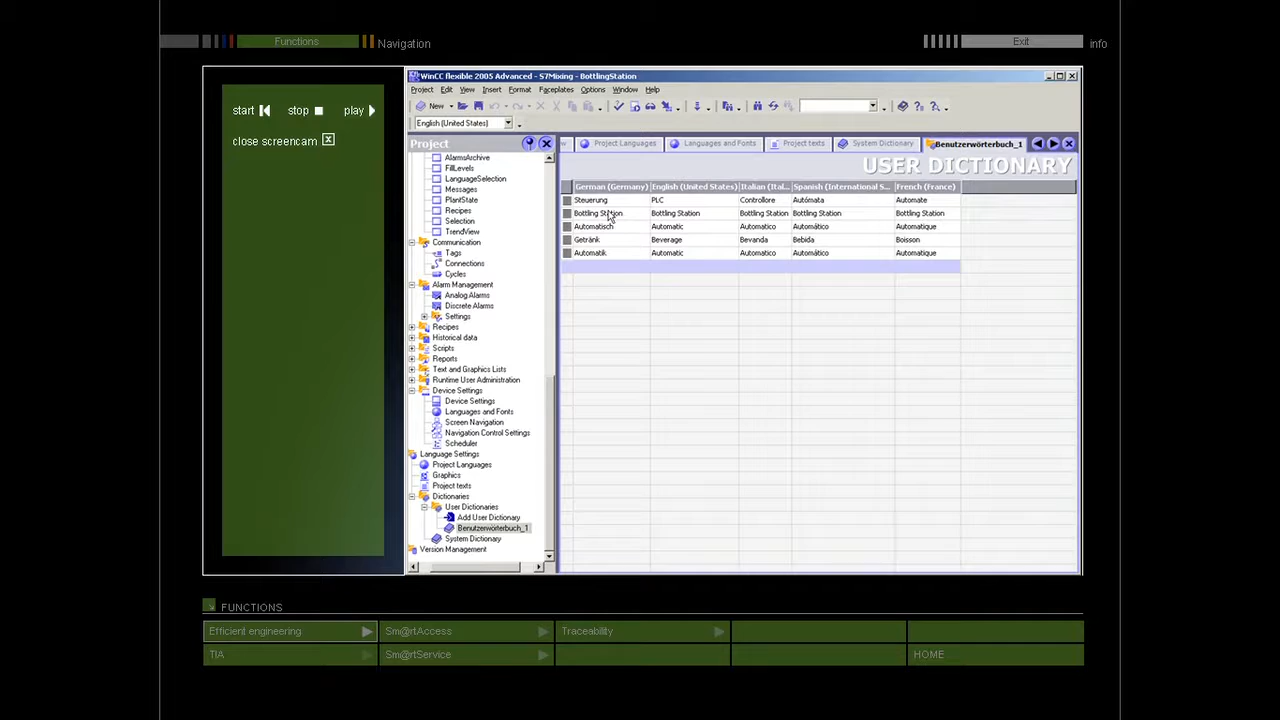 Functions
Navigation
Exit
info
start
stop
play
close screencam
WinCC flexible 2005 Advanced - S7Mixing - BottlingStation
Project Edit View Insert Format Faceplates Options Window Help
New
English (United States)
Project
Project Languages
Languages and Fonts
Project texts
System Dictionary
Benutzerwörterbuch_1
USER DICTIONARY
AlarmsArchive
FillLevels
LanguageSelection
Messages
PlantState
Recipes
Selection
TrendView
Communication
Tags
Connections
Cycles
Alarm Management
Analog Alarms
Discrete Alarms
Settings
Recipes
Historical data
Scripts
Reports
Text and Graphics Lists
Runtime User Administration
Device Settings
Device Settings
Languages and Fonts
Screen Navigation
Navigation Control Settings
Scheduler
Language Settings
Project Languages
Graphics
Project texts
Dictionaries
User Dictionaries
Add User Dictionary
Benutzerwörterbuch_1
System Dictionary
Version Management
German (Germany) English (United States) Italian (Ital... Spanish (International S... French (France)
Steuerung PLC Controllore Autómata Automate
Bottling Station Bottling Station Bottling Station Bottling Station Bottling Station
Automatisch Automatic Automatico Automático Automatique
Getränk Beverage Bevanda Bebida Boisson
Automatik Automatic Automatico Automático Automatique
FUNCTIONS
Efficient engineering Sm@rtAccess Traceability
TIA Sm@rtService HOME